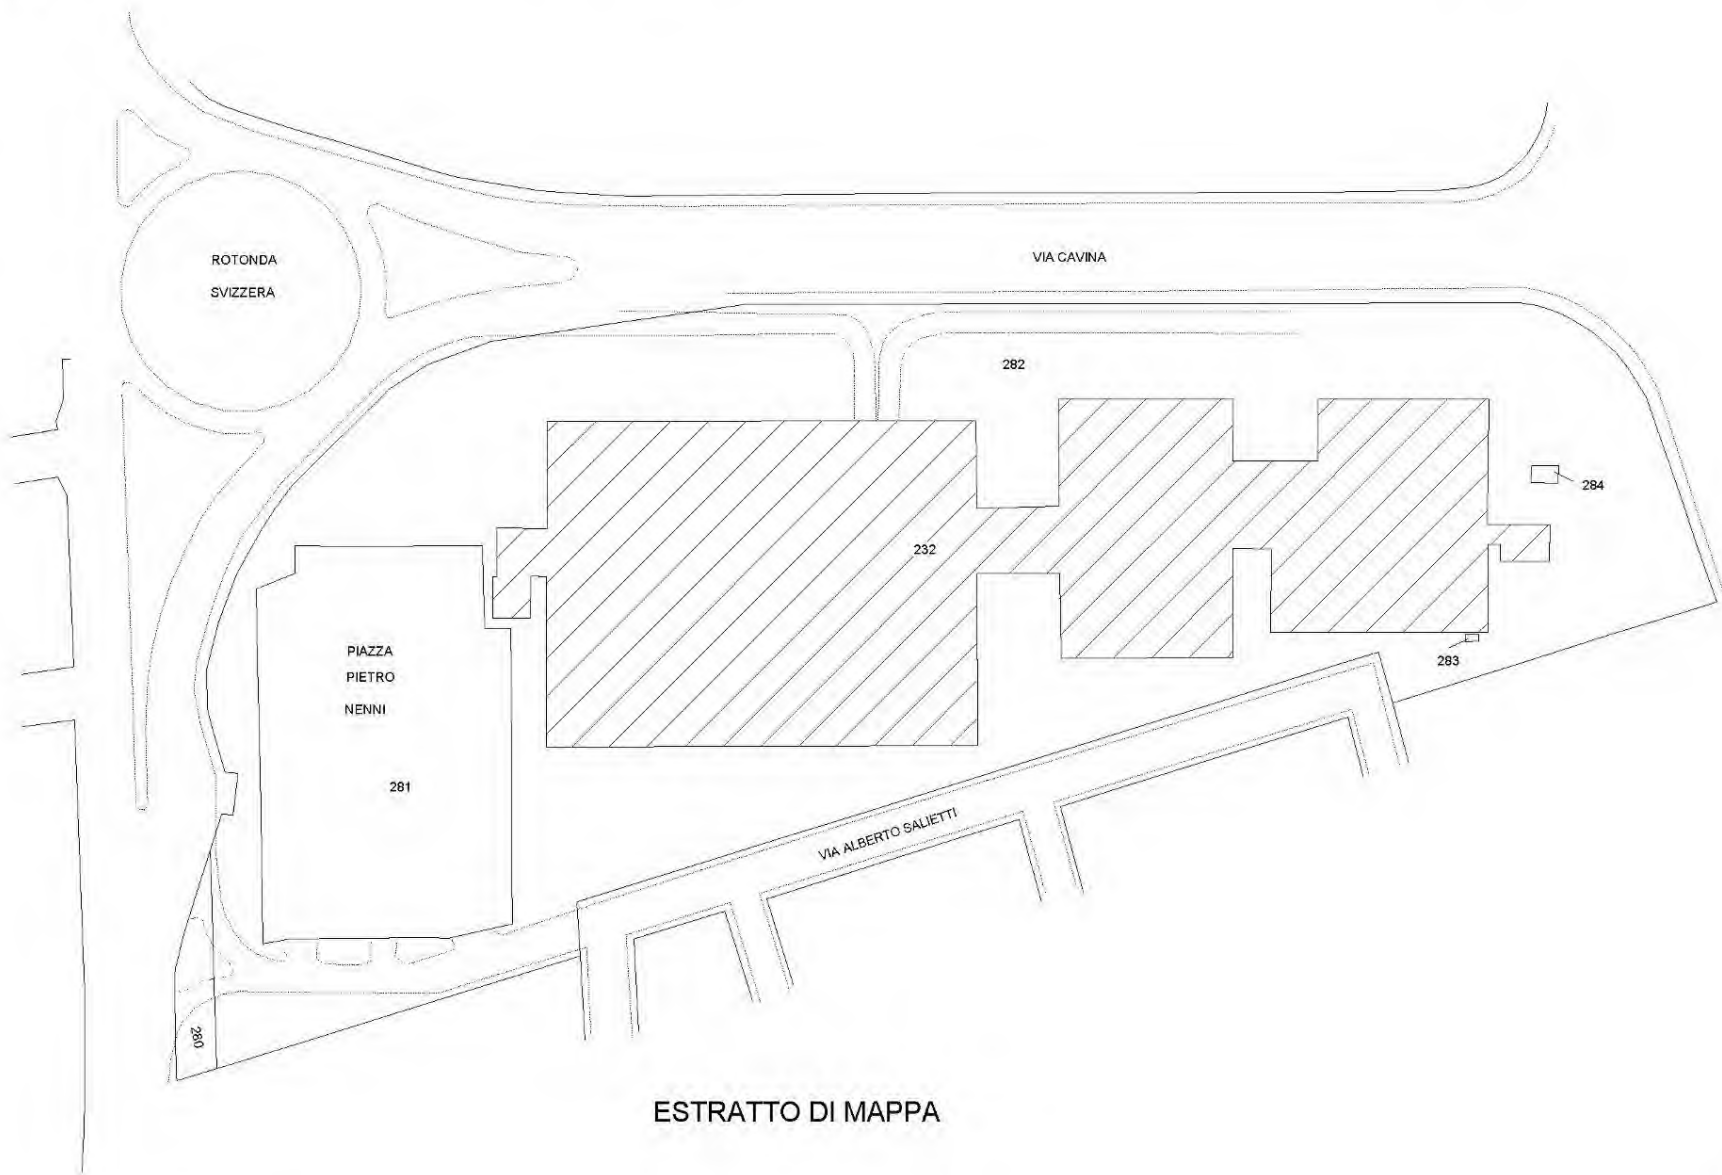 ROTONDA
SVIZZERA
VIA CAVINA
282
284
232
283
PIAZZA
PIETRO
NENNI
281
VIA ALBERTO SALIETTI
280
ESTRATTO DI MAPPA